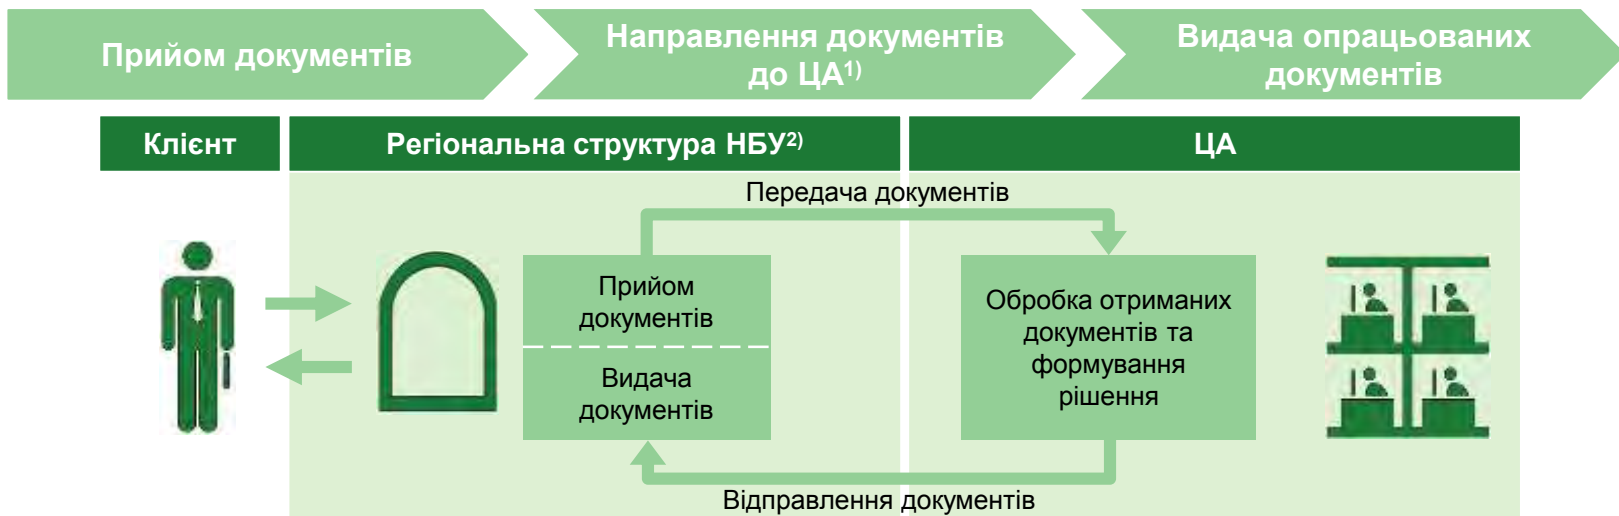 Прийом документів
Направлення документів
до ЦА1)
Видача опрацьованих
документів
Клієнт
Регіональна структура НБУ2)
ЦА
Передача документів
Прийом
документів
Видача
документів
Обробка отриманих
документів та
формування
рішення
Відправлення документів